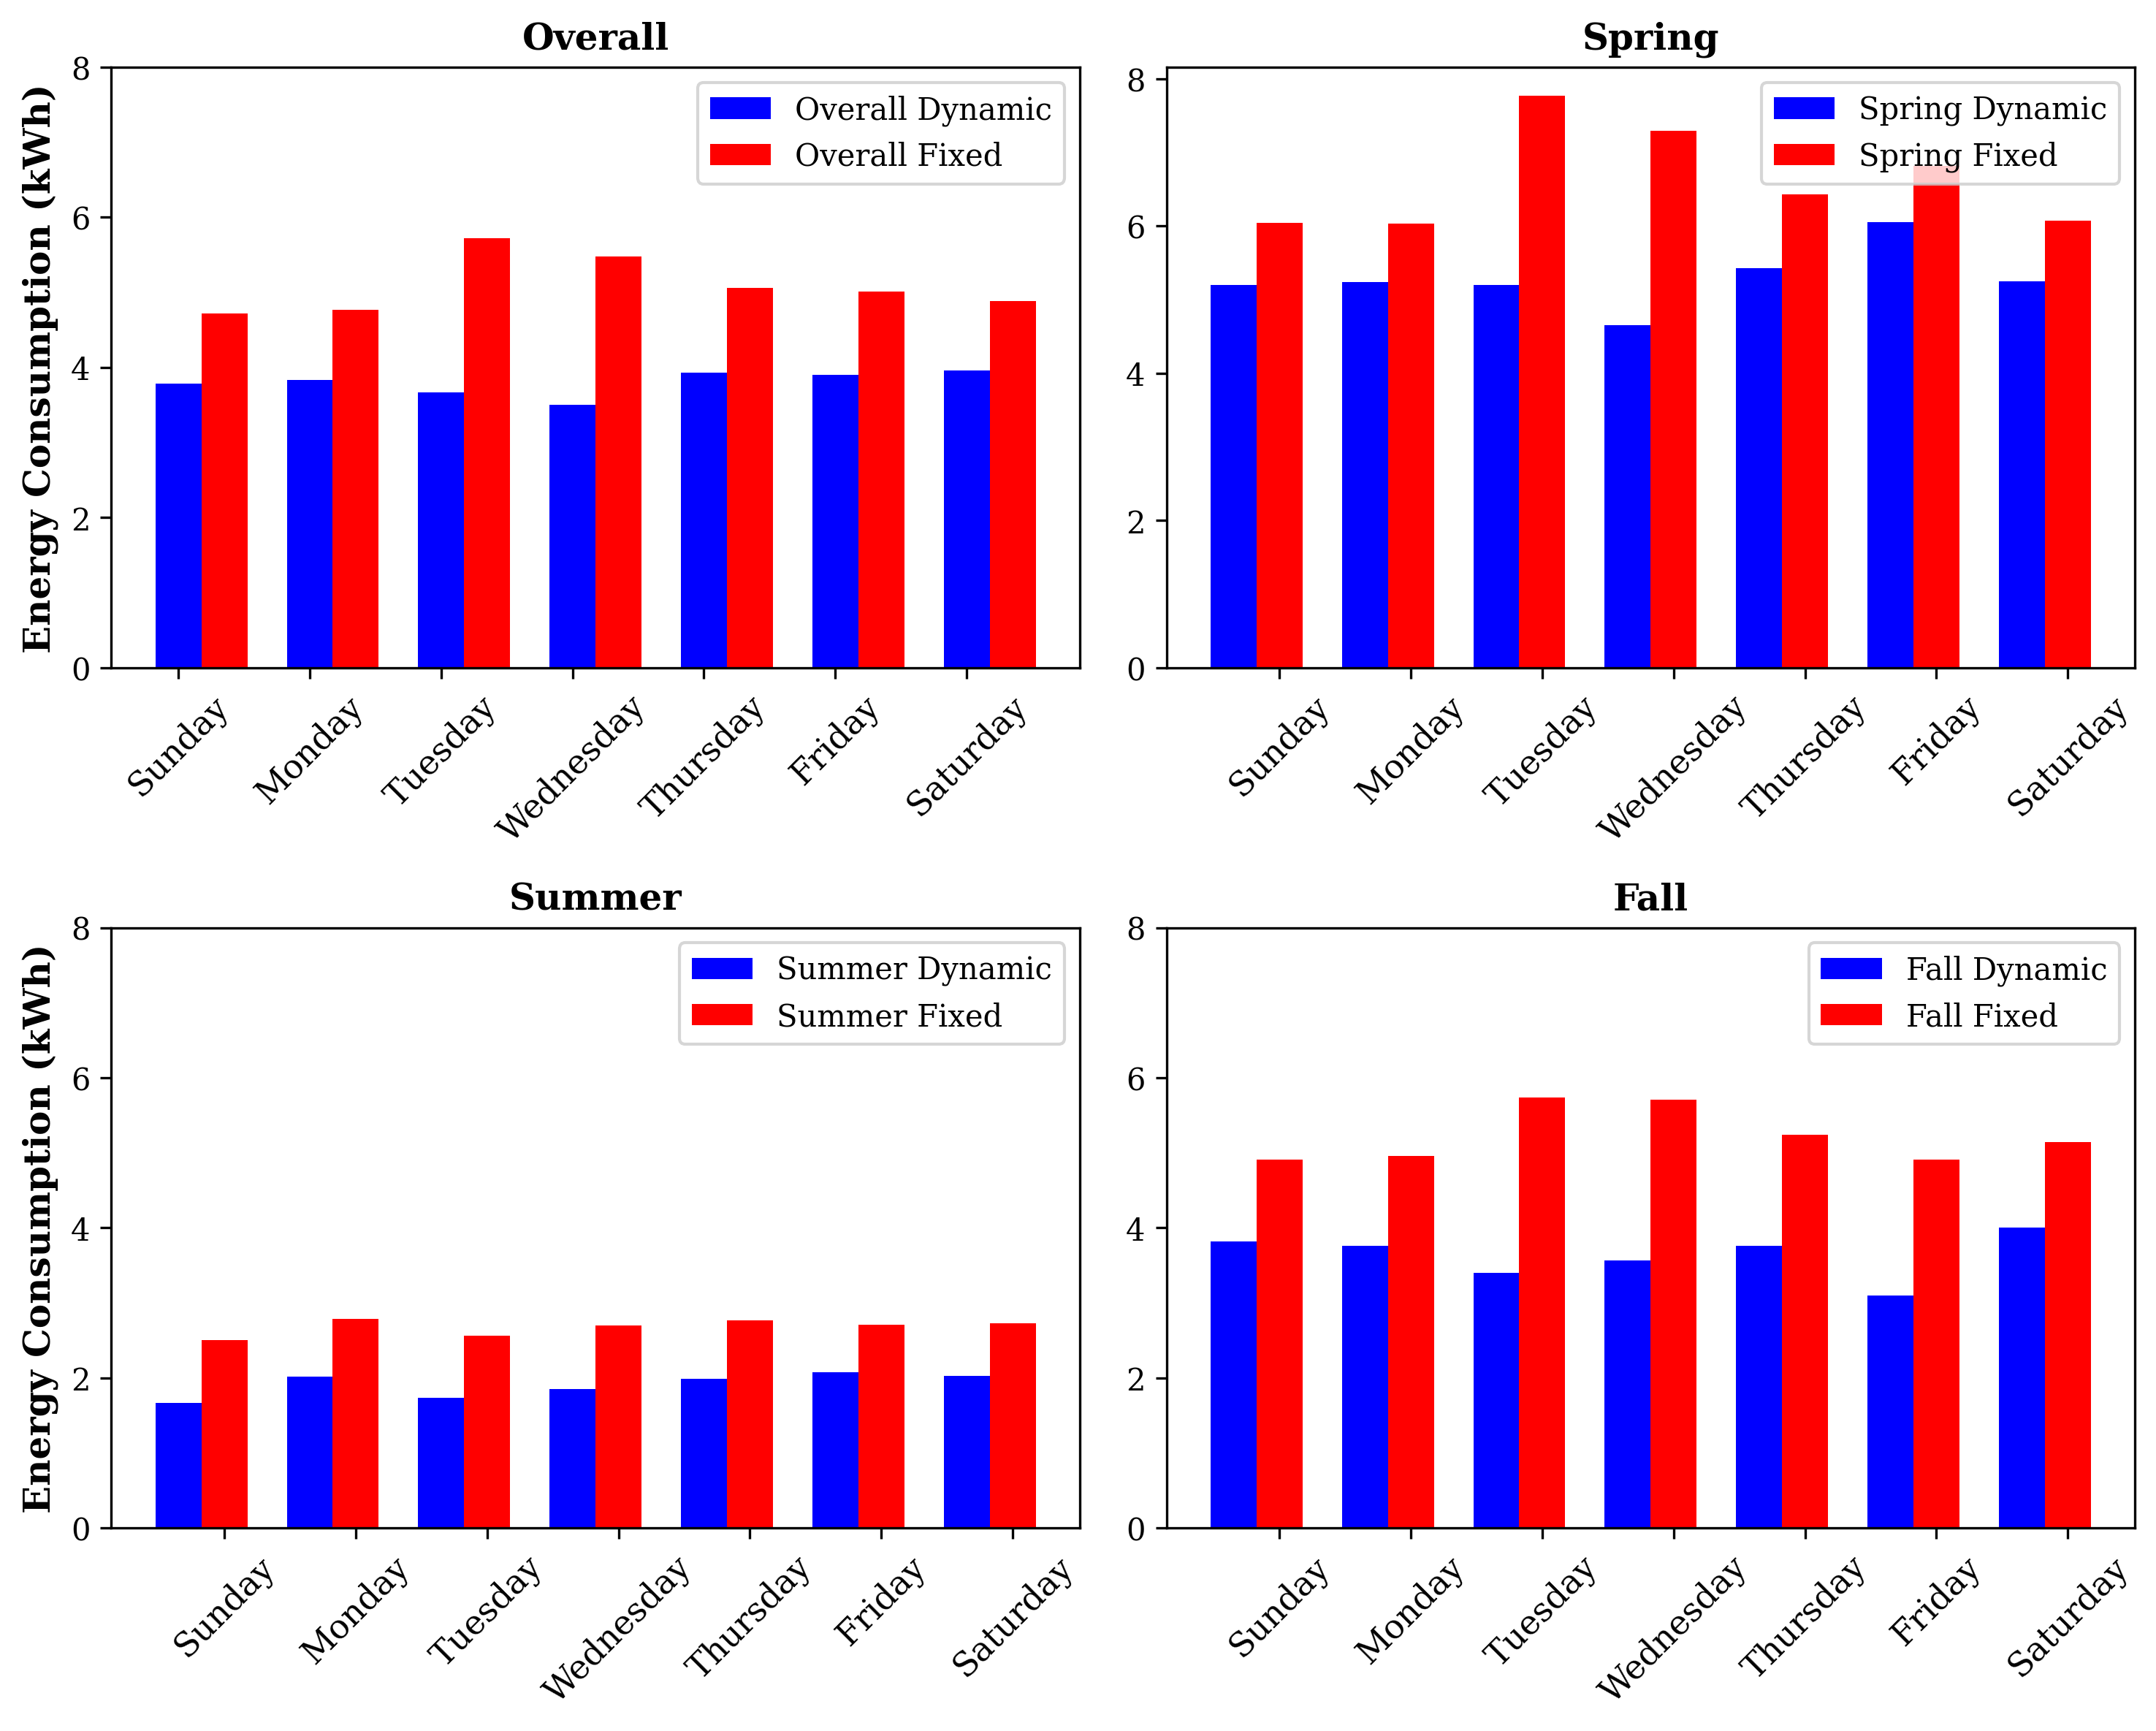 Overall
Energy Consumption (kWh)
8
6
4
2
0
Overall Dynamic
Overall Fixed
Sunday
Monday
Tuesday
Wednesday
Thursday
Friday
Saturday
Spring
8
6
4
2
0
Spring Dynamic
Spring Fixed
Sunday
Monday
Tuesday
Wednesday
Thursday
Friday
Saturday
Summer
Energy Consumption (kWh)
8
6
4
2
0
Summer Dynamic
Summer Fixed
Sunday
Monday
Tuesday
Wednesday
Thursday
Friday
Saturday
Fall
8
6
4
2
0
Fall Dynamic
Fall Fixed
Sunday
Monday
Tuesday
Wednesday
Thursday
Friday
Saturday